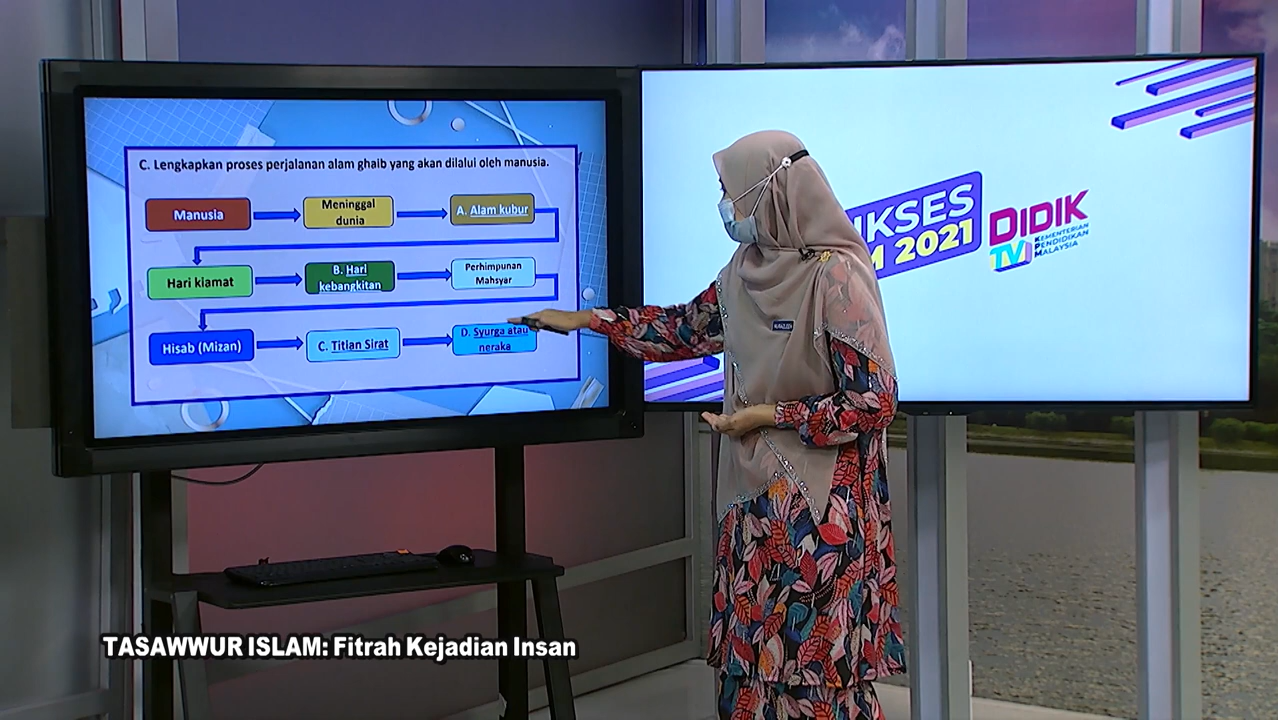 C. Lengkapkan proses perjalanan alam ghaib yang akan dilalui oleh manusia.
Manusia
Meninggal
dunia
A. Alam kubur
Hari kiamat
B. Hari
kebangkitan
Perhimpunan
Mahsyar
Hisab (Mizan)
C. Titian Sirat
D. Syurga atau
neraka
2021
DIDIK
TV
KEMENTERIAN
PENDIDIKAN
MALAYSIA
TASAWWUR ISLAM: Fitrah Kejadian Insan